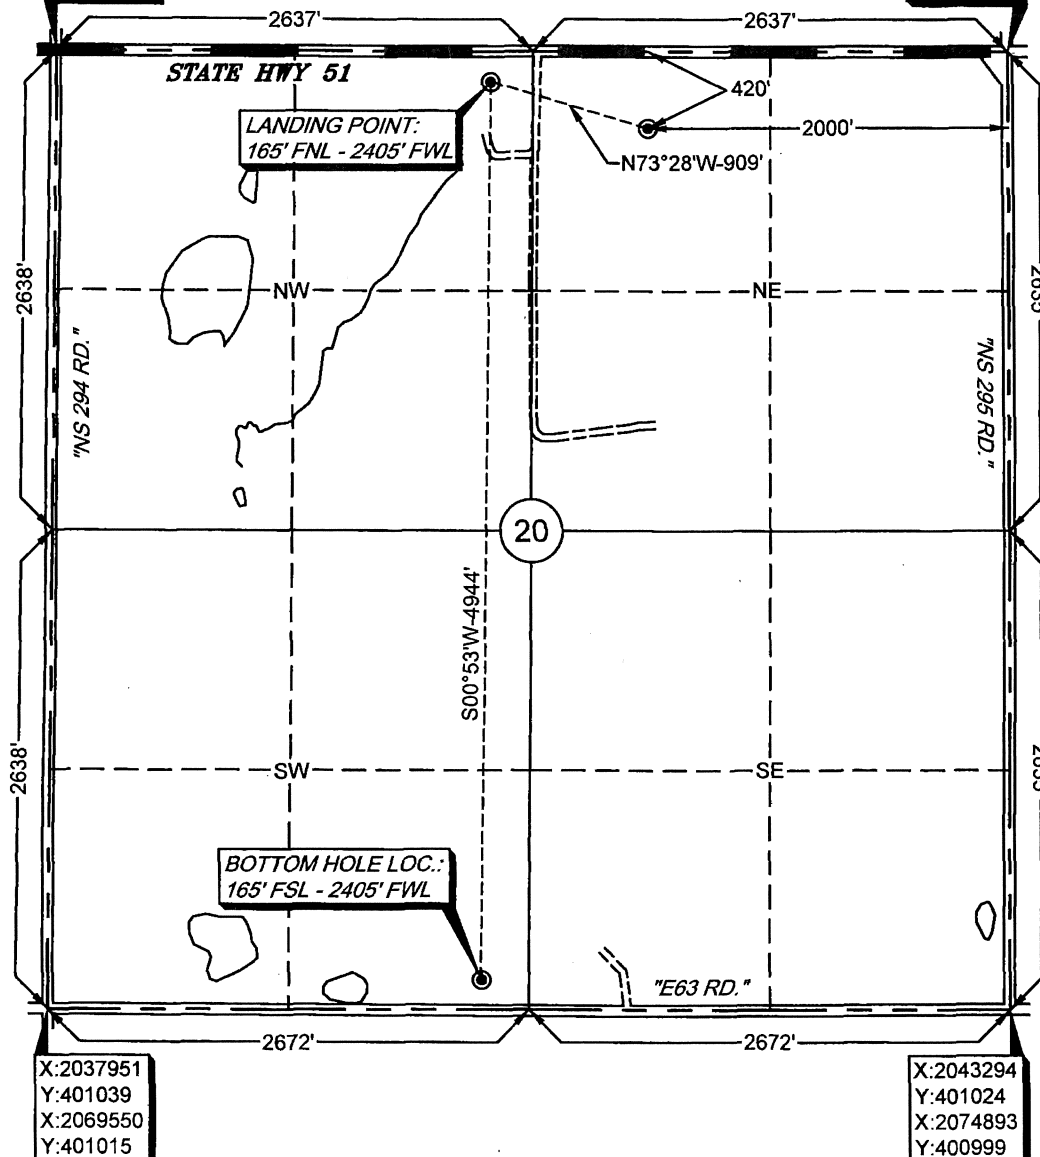 2637'
2637'
STATE HWY 51
420'
LANDING POINT:
165' FNL - 2405' FWL
2000'
N73°28'W-909'
2638'
NW
NE
"NS 294 RD."
"NS 295 RD."
20
S00°53'W-4944'
2638'
SW
SE
BOTTOM HOLE LOC.:
165' FSL - 2405' FWL
"E63 RD."
2672'
2672'
X:2037951
Y:401039
X:2069550
Y:401015
X:2043294
Y:401024
X:2074893
Y:400999